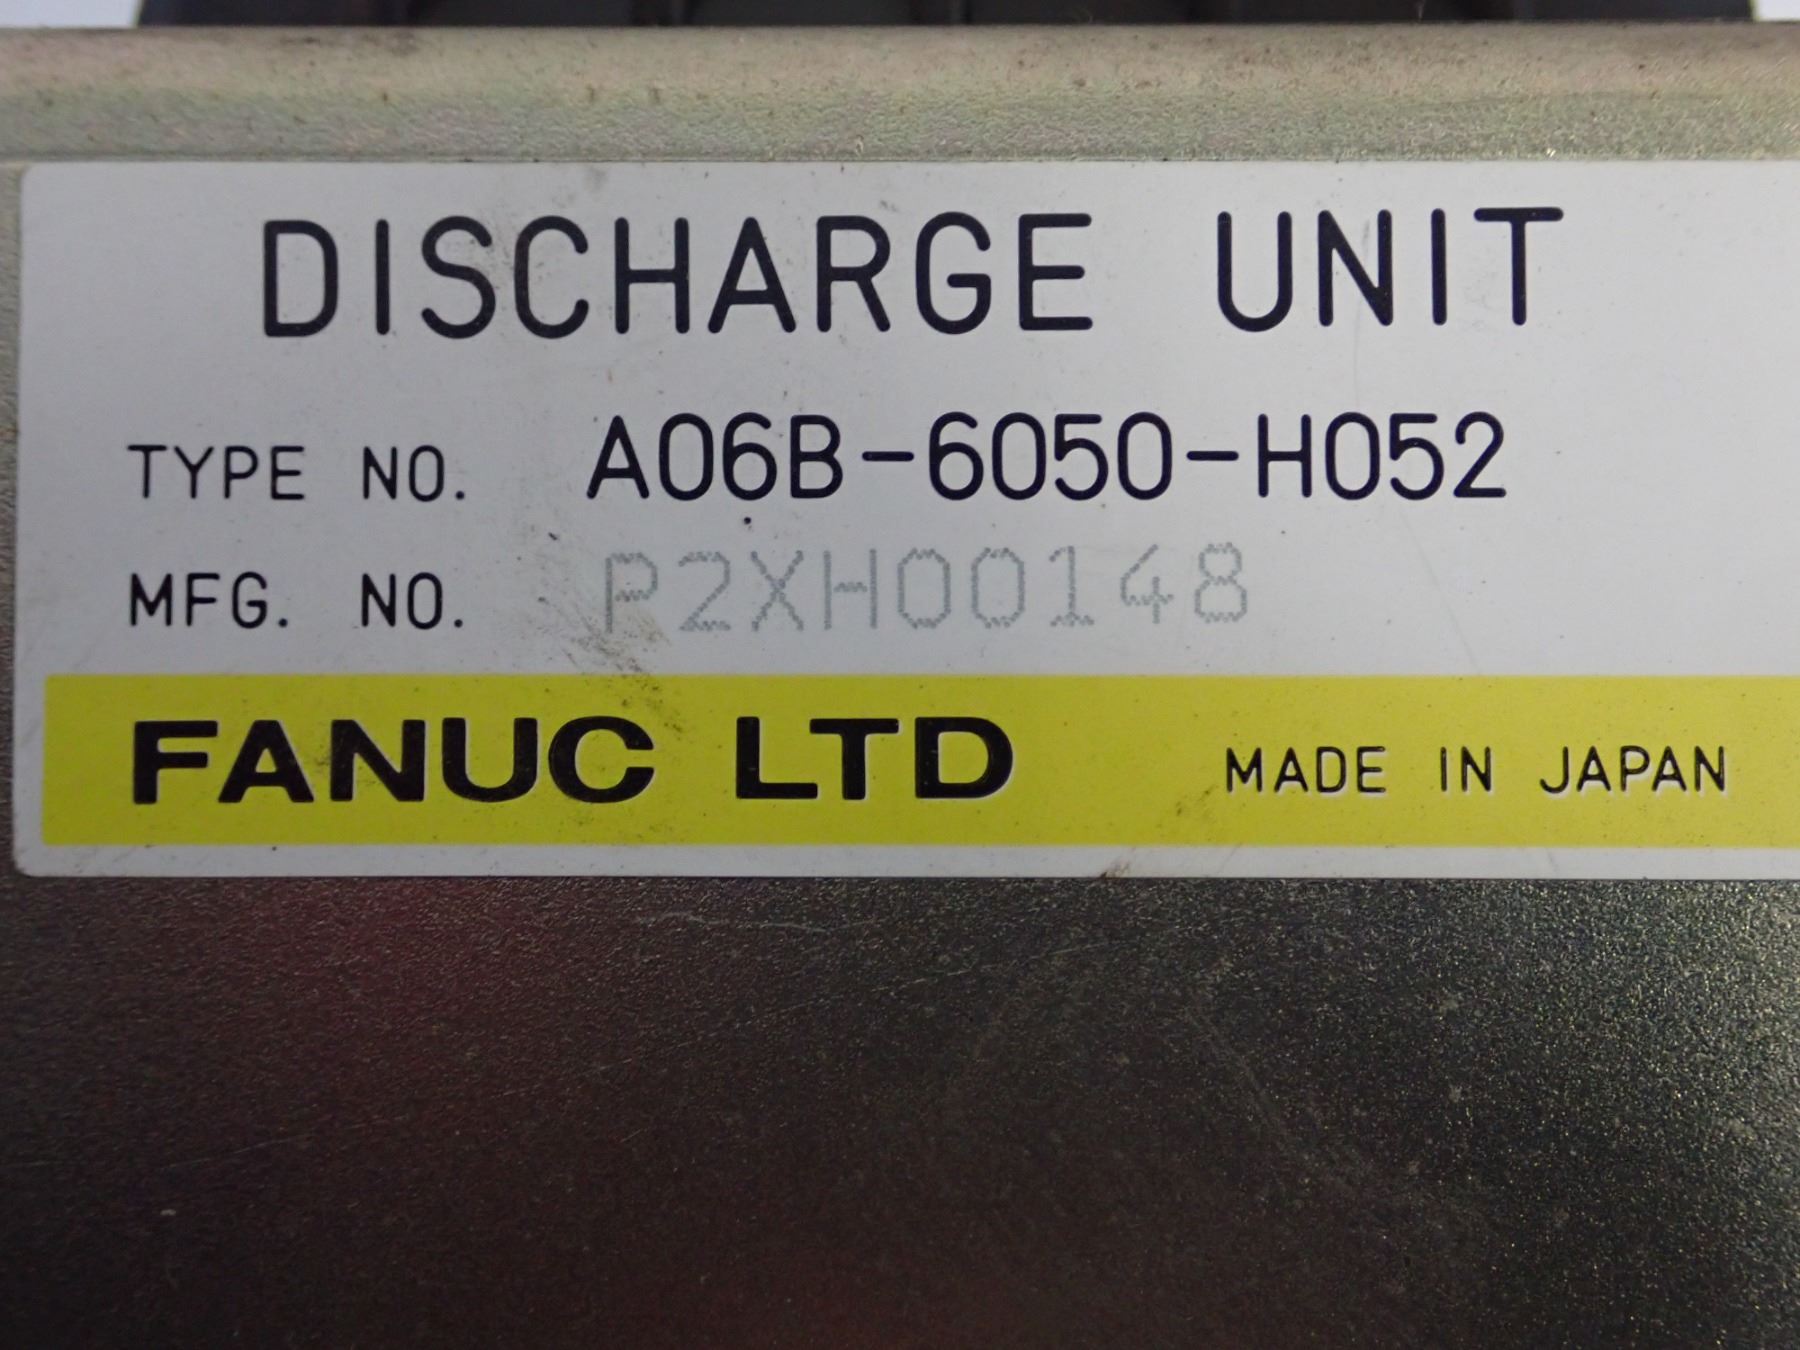 DISCHARGE UNIT
TYPE NO. A06B-6050-H052
MFG. NO. P2XH00148
FANUC LTD MADE IN JAPAN